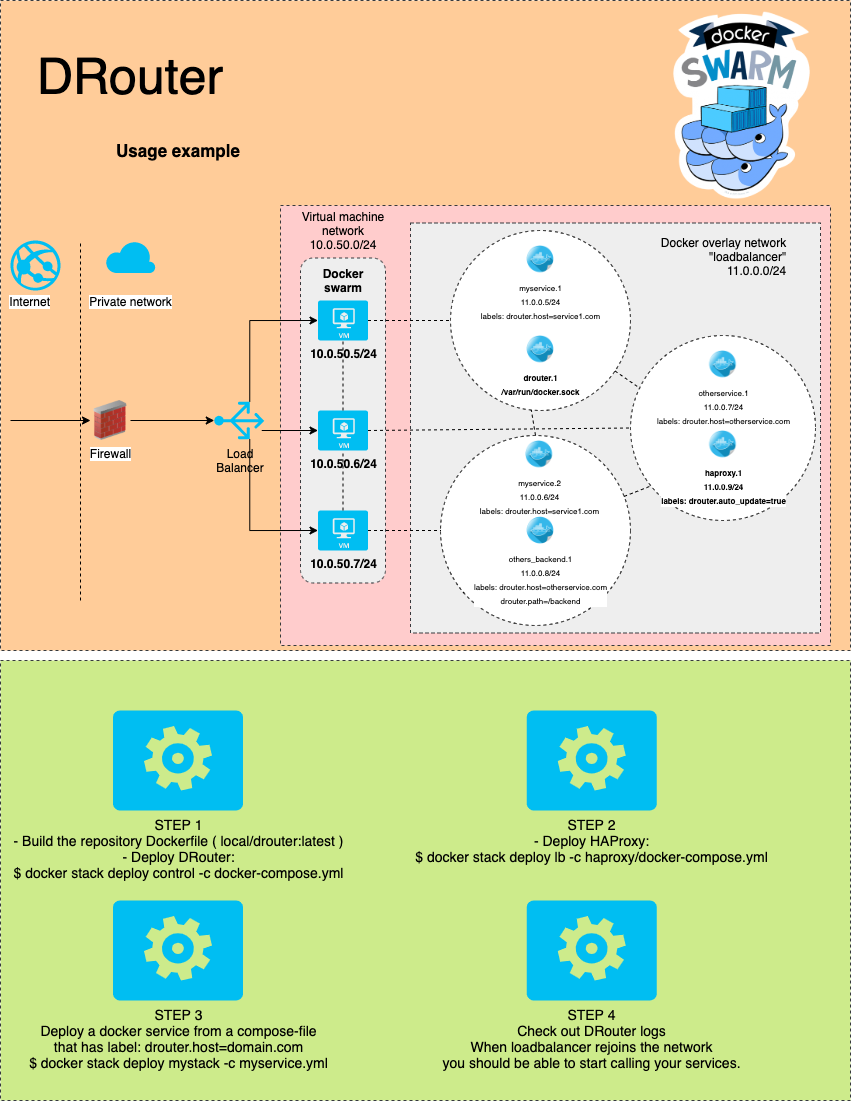 DRouter
docker
SWARM
Usage example
Virtual machine
network
10.0.50.0/24
Docker overlay network
"loadbalancer"
11.0.0.0/24
Internet
Private network
Docker
swarm
VM
10.0.50.5/24
myservice.1
11.0.0.5/24
labels: drouter.host=service1.com
drouter.1
/var/run/docker.sock
otherservice.1
11.0.0.7/24
labels: drouter.host=otherservice.com
haproxy.1
11.0.0.9/24
labels: drouter.auto_update=true
Firewall
Load
Balancer
VM
10.0.50.6/24
myservice.2
11.0.0.6/24
labels: drouter.host=service1.com
others_backend.1
11.0.0.8/24
labels: drouter.host=otherservice.com
drouter.path=/backend
VM
10.0.50.7/24
STEP 1
- Build the repository Dockerfile ( local/drouter:latest )
- Deploy DRouter:
$ docker stack deploy control -c docker-compose.yml
STEP 2
- Deploy HAProxy:
$ docker stack deploy lb -c haproxy/docker-compose.yml
STEP 3
Deploy a docker service from a compose-file
that has label: drouter.host=domain.com
$ docker stack deploy mystack -c myservice.yml
STEP 4
Check out DRouter logs
When loadbalancer rejoins the network
you should be able to start calling your services.